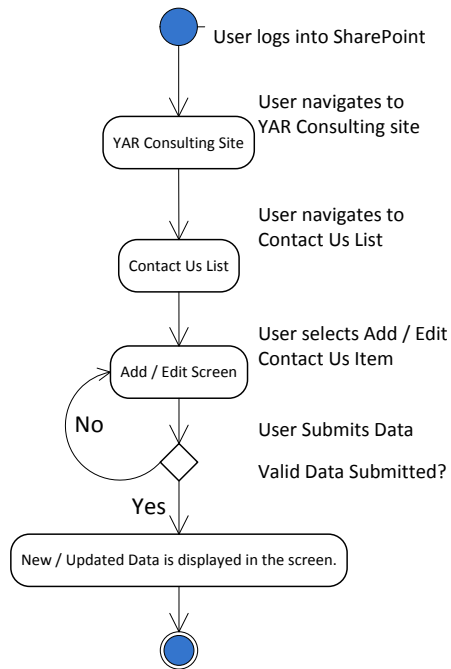 User logs into SharePoint
User navigates to
YAR Consulting site
YAR Consulting Site
User navigates to
Contact Us List
Contact Us List
User selects Add / Edit
Contact Us Item
Add / Edit Screen
No
User Submits Data
Valid Data Submitted?
Yes
New / Updated Data is displayed in the screen.